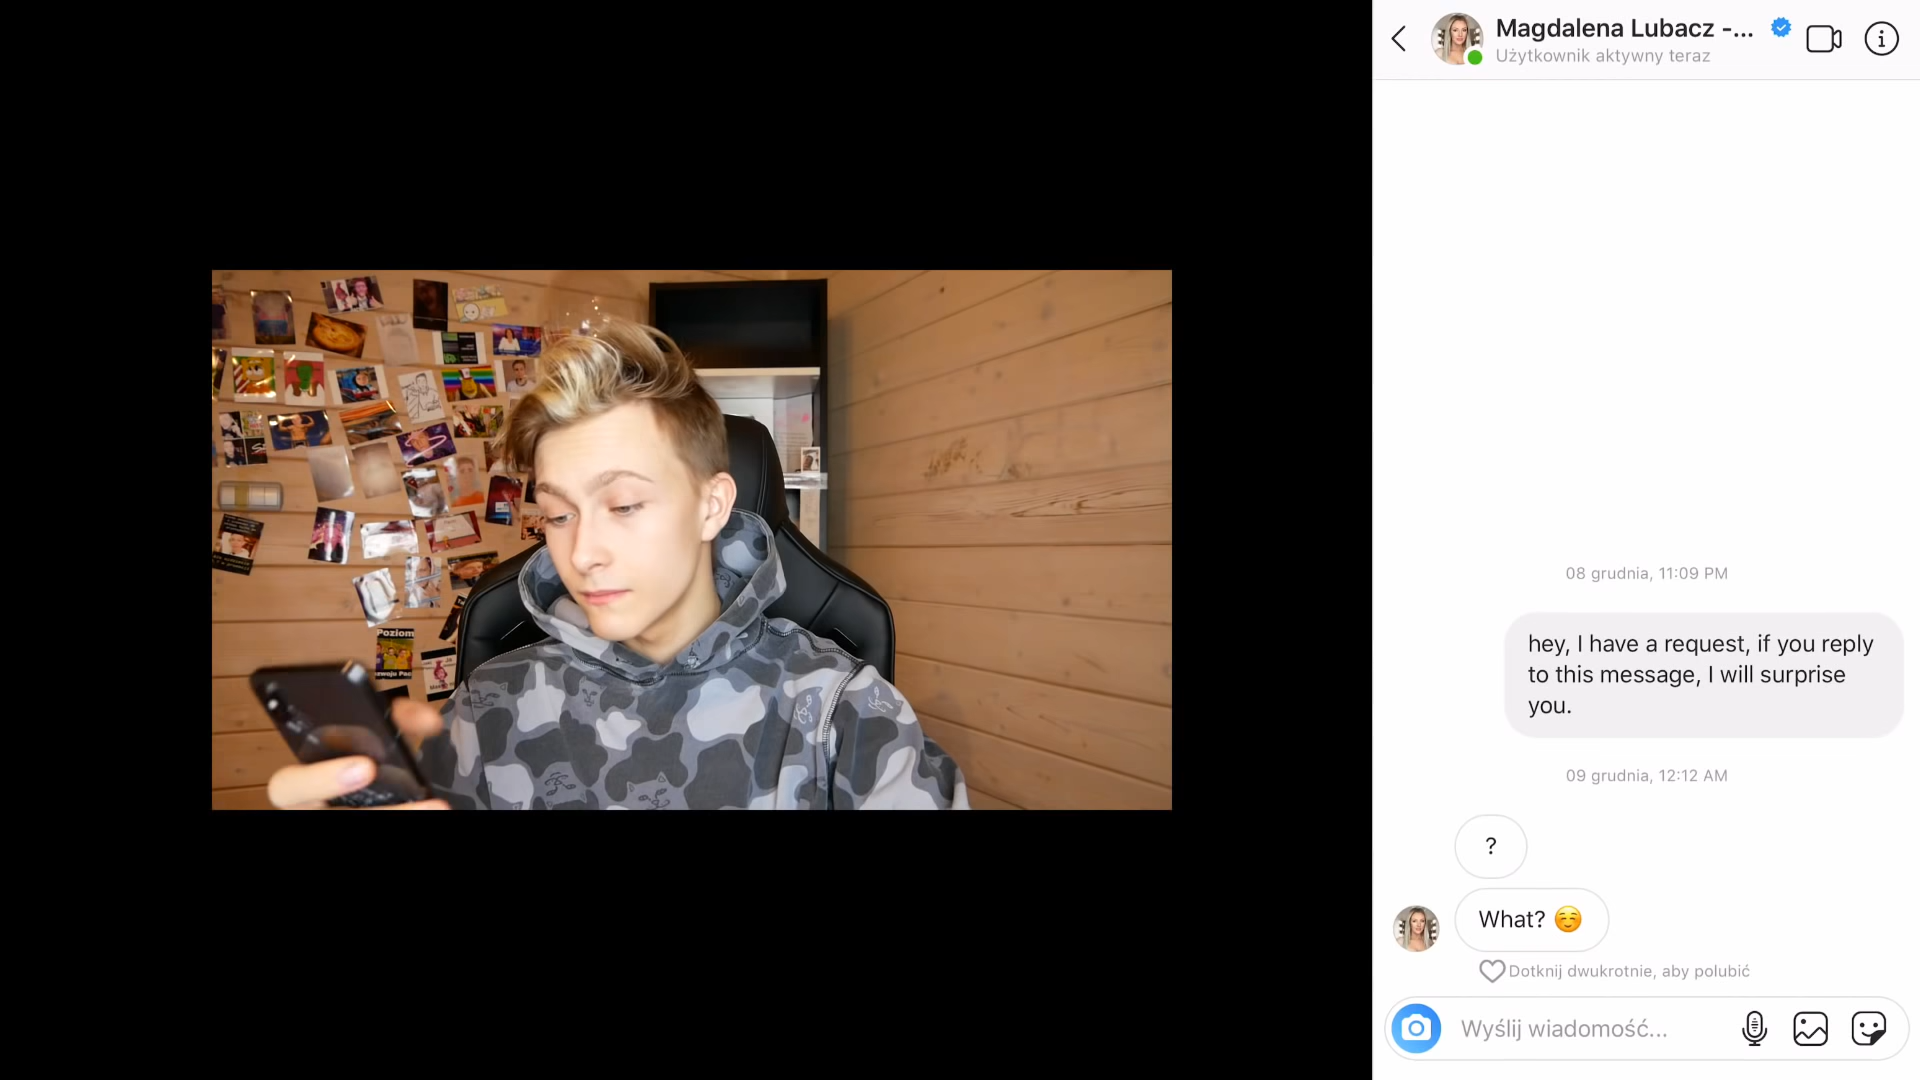 Magdalena Lubacz -...
Użytkownik aktywny teraz
08 grudnia, 11:09 PM
hey, I have a request, if you reply
to this message, I will surprise
you.
09 grudnia, 12:12 AM
?
What? ☺️
Dotknij dwukrotnie, aby polubić
Wyślij wiadomość...
Poziom